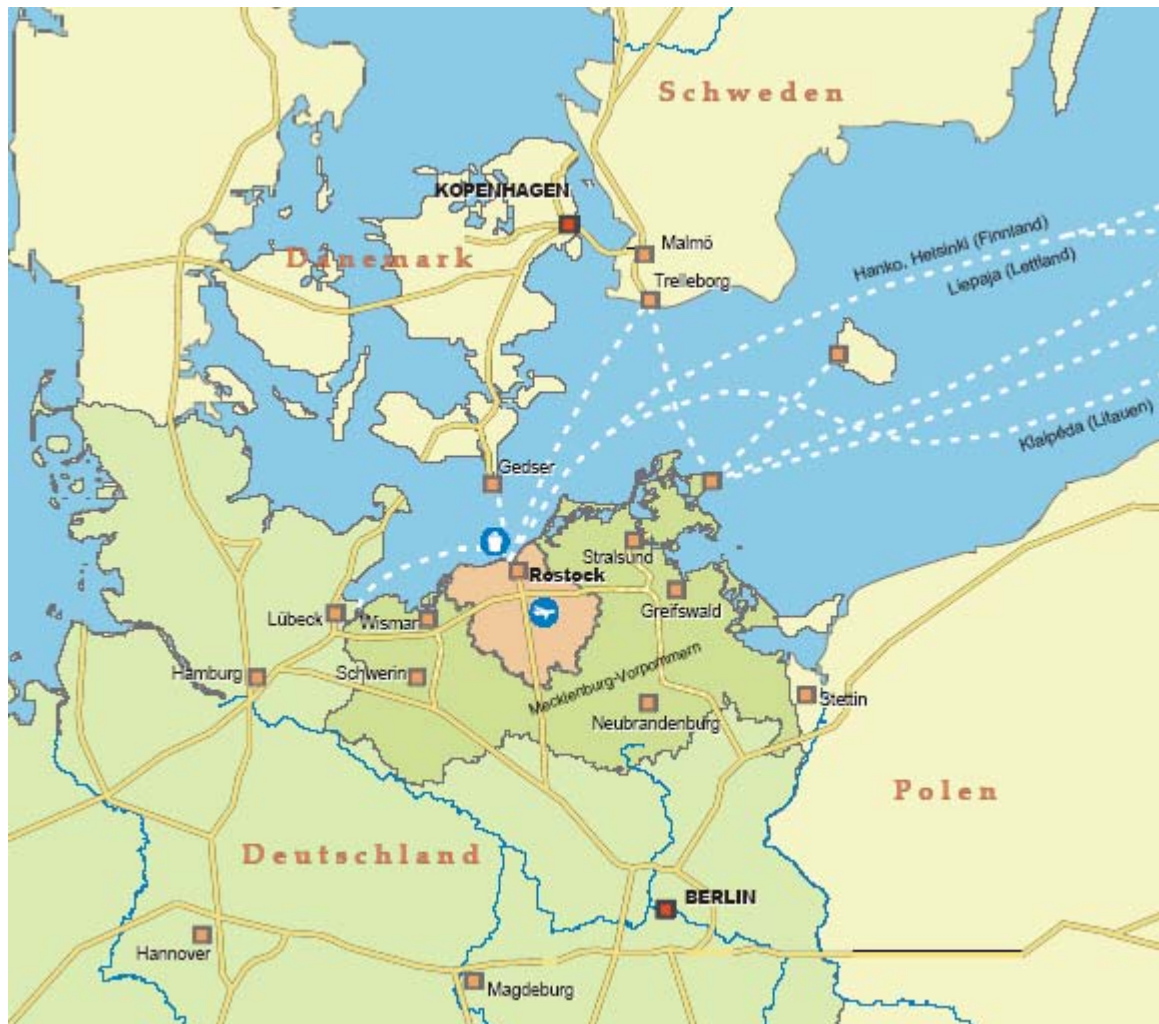 Schweden
KOPENHAGEN
Dänemark
Malmö
Trelleborg
Hanko, Helsinki (Finnland)
Liepaja (Lettland)
Klaipéda (Litauen)
Gedser
Stralsund
Rostock
Greifswald
Lübeck
Wismar
Hamburg
Schwerin
Mecklenburg-Vorpommern
Neubrandenburg
Stettin
Polen
Deutschland
BERLIN
Hannover
Magdeburg